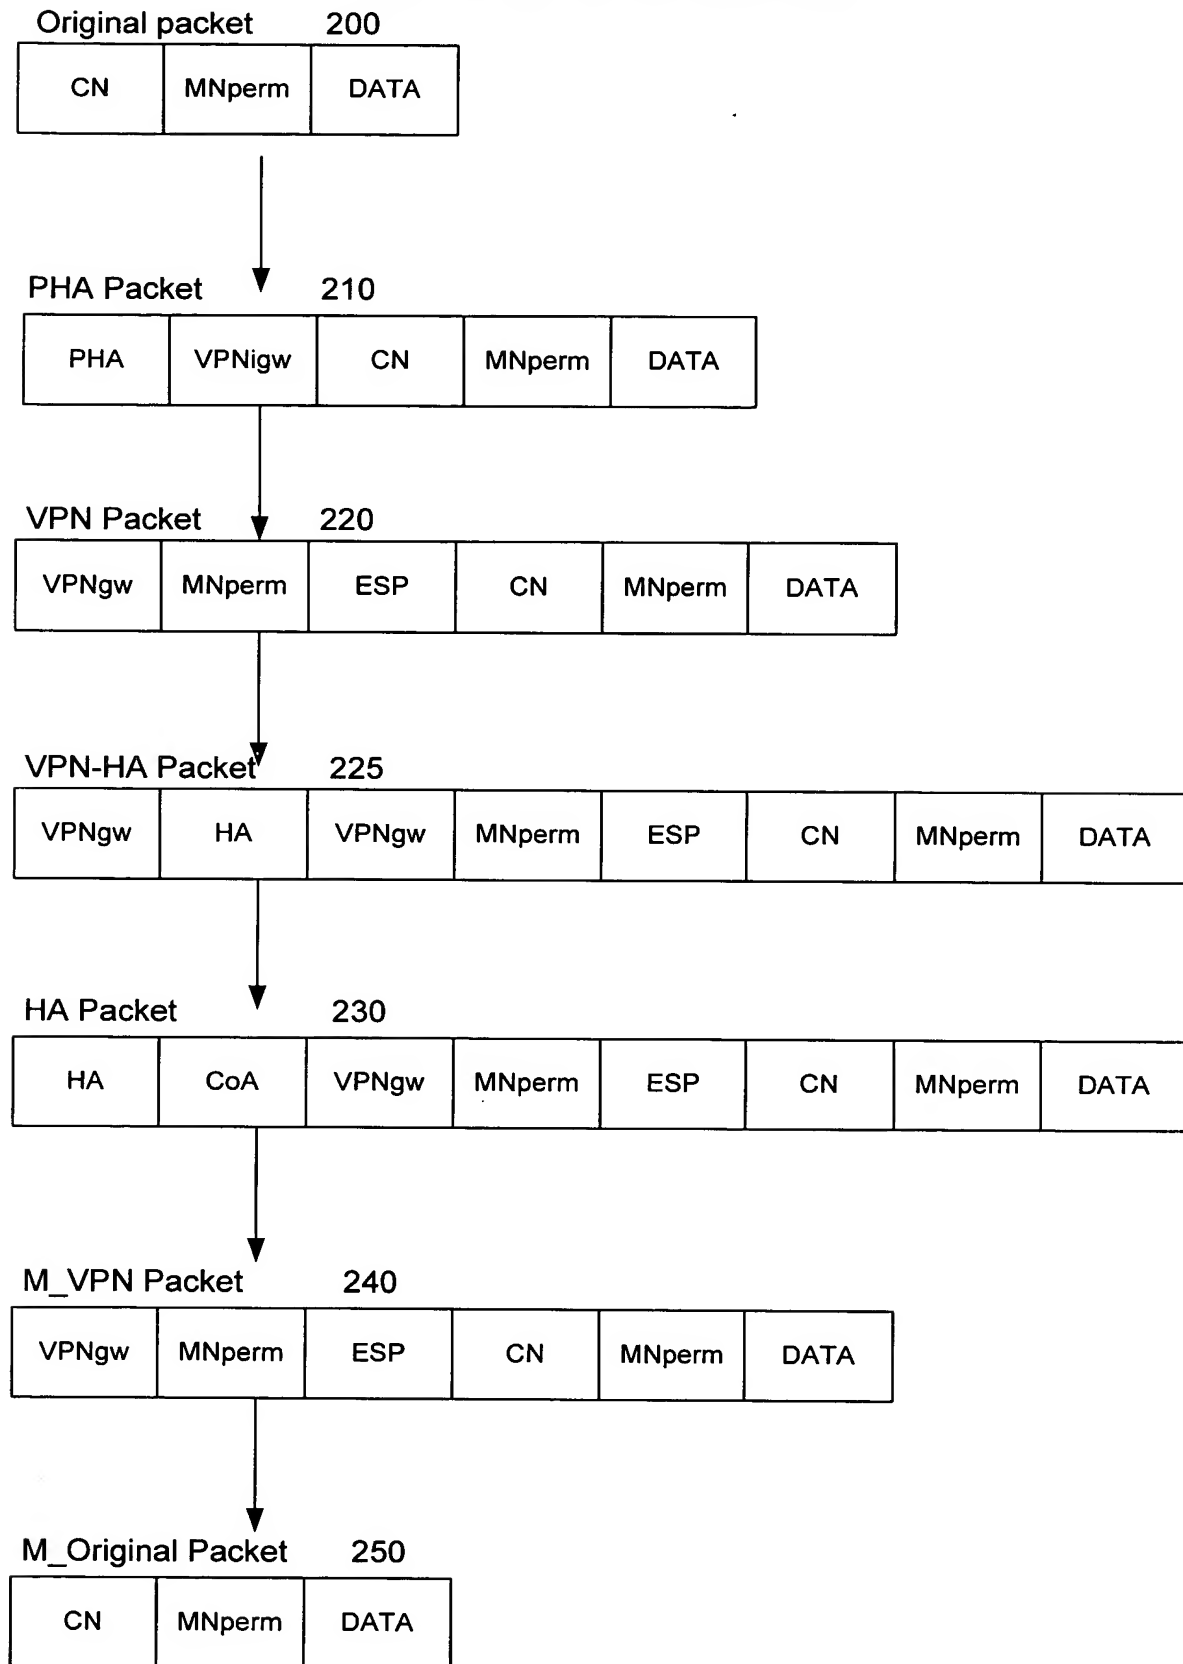 Original packet 200
CN MNperm DATA
PHA Packet 210
PHA VPNigw CN MNperm DATA
VPN Packet 220
VPNgw MNperm ESP CN MNperm DATA
VPN-HA Packet 225
VPNgw HA VPNgw MNperm ESP CN MNperm DATA
HA Packet 230
HA CoA VPNgw MNperm ESP CN MNperm DATA
M_VPN Packet 240
VPNgw MNperm ESP CN MNperm DATA
M_Original Packet 250
CN MNperm DATA